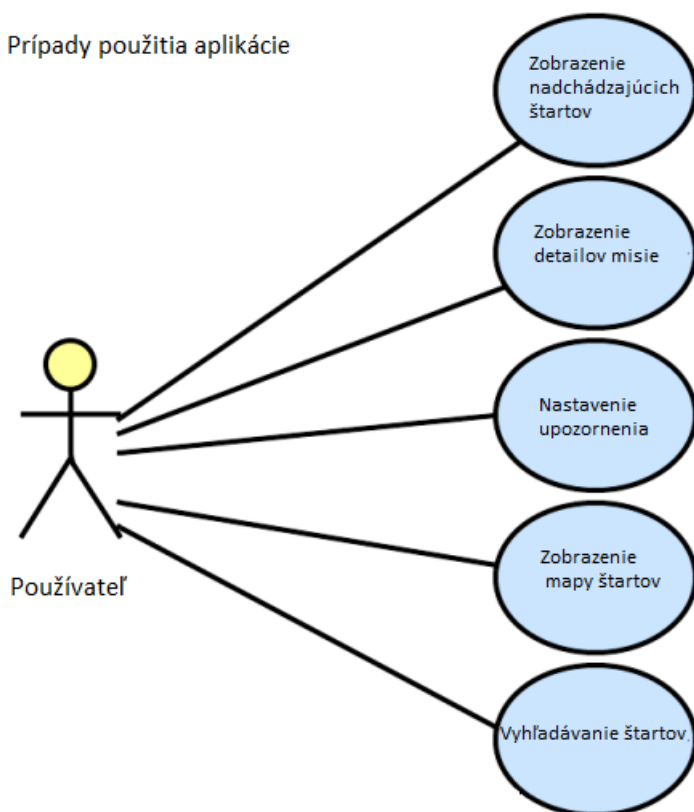 Prípady použitia aplikácie
Zobrazenie
nadchádzajúcich
štartov
Zobrazenie
detailov misie
Nastavenie
upozornenia
Zobrazenie
mapy štartov
Používateľ
Vyhľadávanie štartov